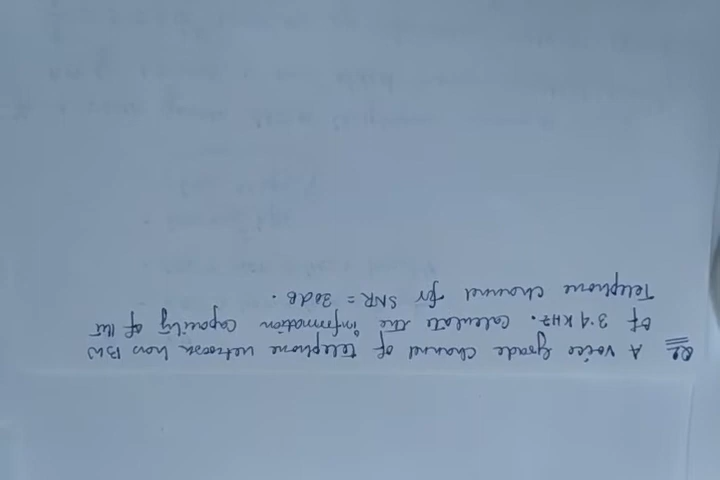 Q1 A voice grade channel of telephone network has BW
of 3.4 kHz. Calculate the information capacity of the
Telephone channel for SNR = 30dB.